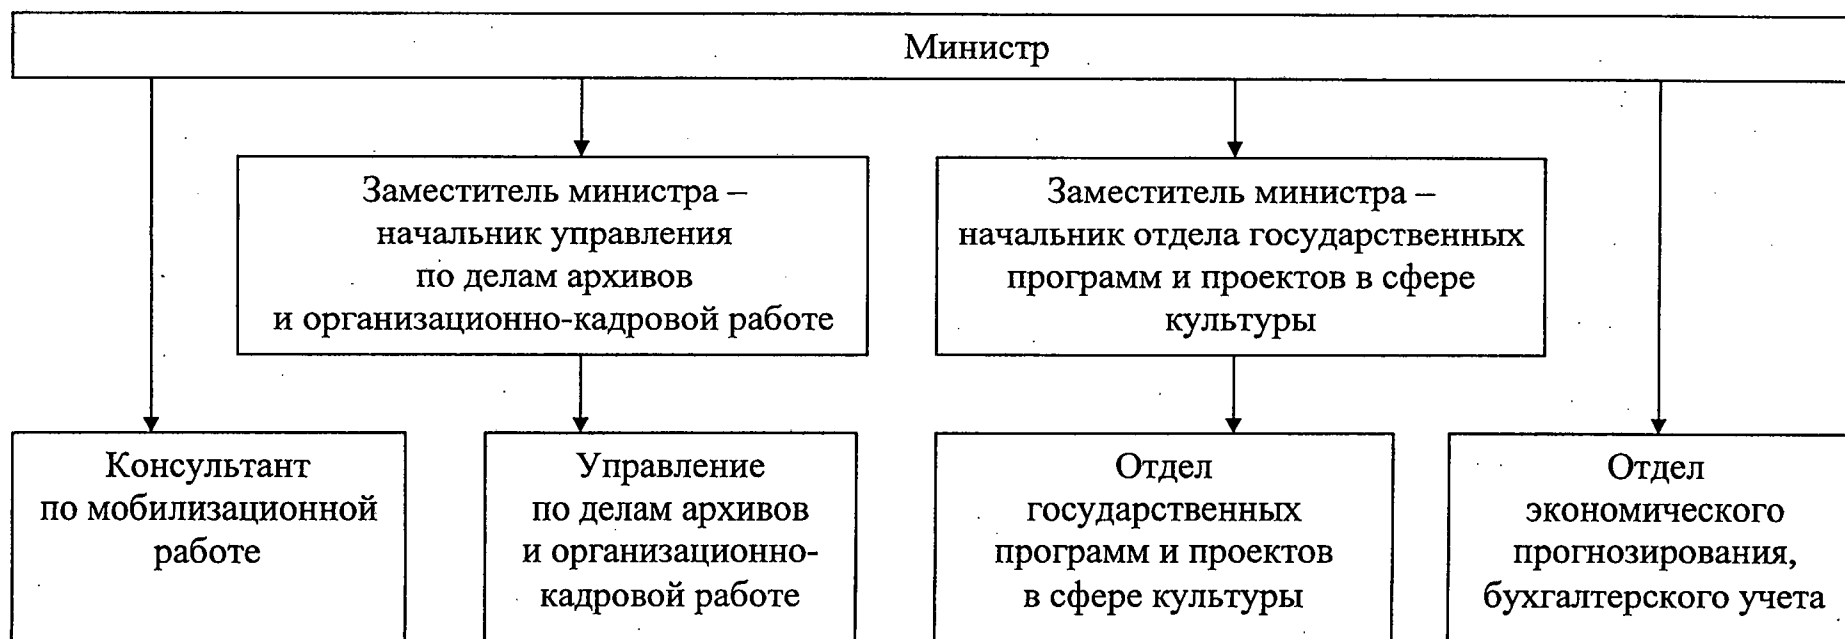 Министр
Заместитель министра –
начальник управления
по делам архивов
и организационно-кадровой работе
Заместитель министра –
начальник отдела государственных
программ и проектов в сфере
культуры
Консультант
по мобилизационной
работе
Управление
по делам архивов
и организационно-
кадровой работе
Отдел
государственных
программ и проектов
в сфере культуры
Отдел
экономического
прогнозирования,
бухгалтерского учета